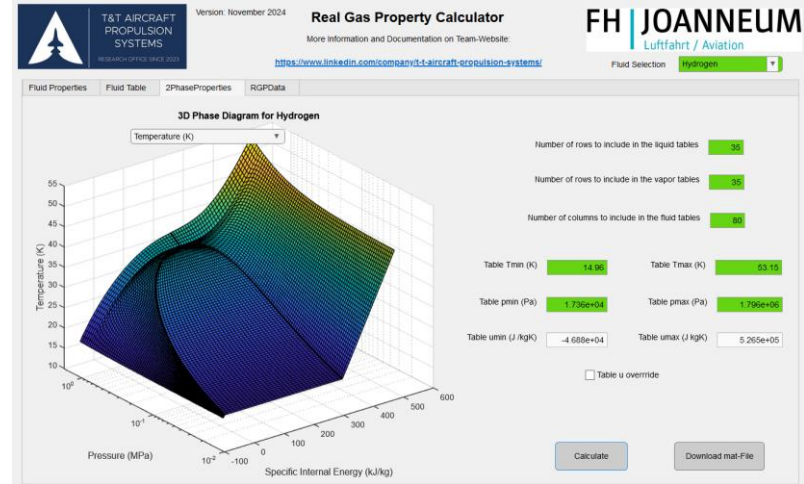 T&T AIRCRAFT
PROPULSION
SYSTEMS
RESEARCH OFFICE SINCE 2023
Version: November 2024
Real Gas Property Calculator
More Information and Documentation on Team-Website:
https://www.linkedin.com/company/t-t-aircraft-propulsion-systems/
FH JOANNEUM
Luftfahrt / Aviation
Fluid Selection Hydrogen
Fluid Properties Fluid Table 2PhaseProperties RGPData
3D Phase Diagram for Hydrogen
Temperature (K)
55
50
45
40
35
30
25
20
15
10
Temperature (K)
10⁰
10⁻¹
10⁻²
Pressure (MPa)
-100
0
100
200
300
400
500
600
Specific Internal Energy (kJ/kg)
Number of rows to include in the liquid tables 35
Number of rows to include in the vapor tables 35
Number of columns to include in the fluid tables 80
Table Tmin (K) 14.96 Table Tmax (K) 53.15
Table pmin (Pa) 1.736e+04 Table pmax (Pa) 1.796e+06
Table umin (J /kgK) -4.688e+04 Table umax (J kgK) 5.265e+05
Table u overrride
Calculate Download mat-File